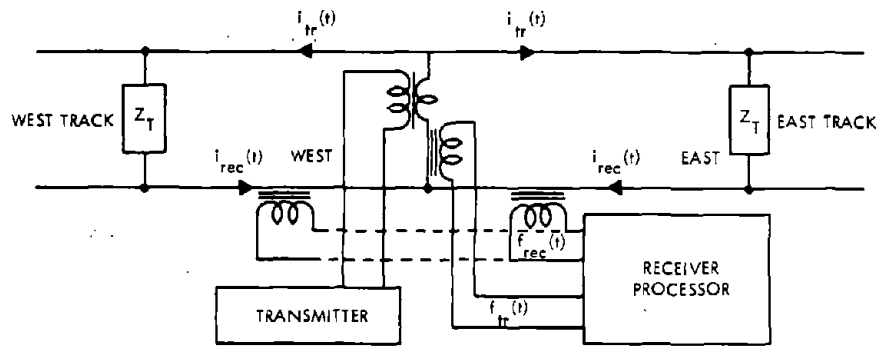 i_tr(t)
i_tr(t)
WEST TRACK
Z_T
Z_T
EAST TRACK
i_rec(t)
WEST
EAST
i_rec(t)
f_rec(t)
RECEIVER
PROCESSOR
TRANSMITTER
f_tr(t)